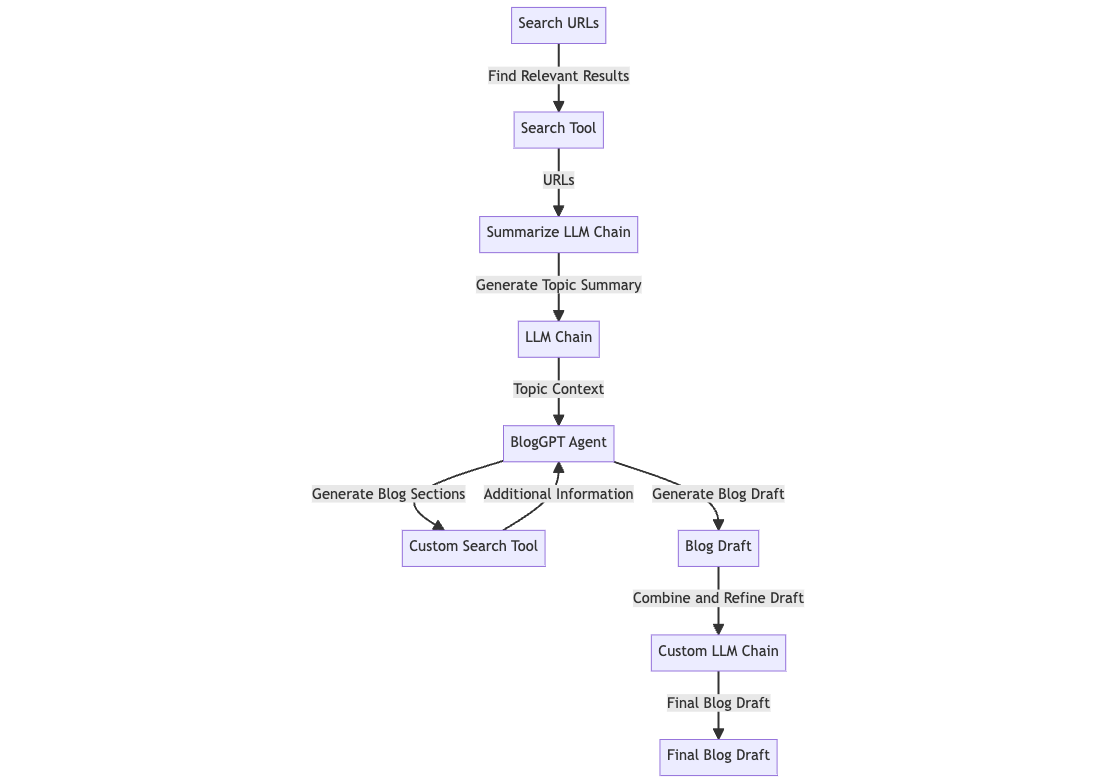 Search URLs
Find Relevant Results
Search Tool
URLs
Summarize LLM Chain
Generate Topic Summary
LLM Chain
Topic Context
BlogGPT Agent
Generate Blog Sections
Additional Information
Generate Blog Draft
Custom Search Tool
Blog Draft
Combine and Refine Draft
Custom LLM Chain
Final Blog Draft
Final Blog Draft